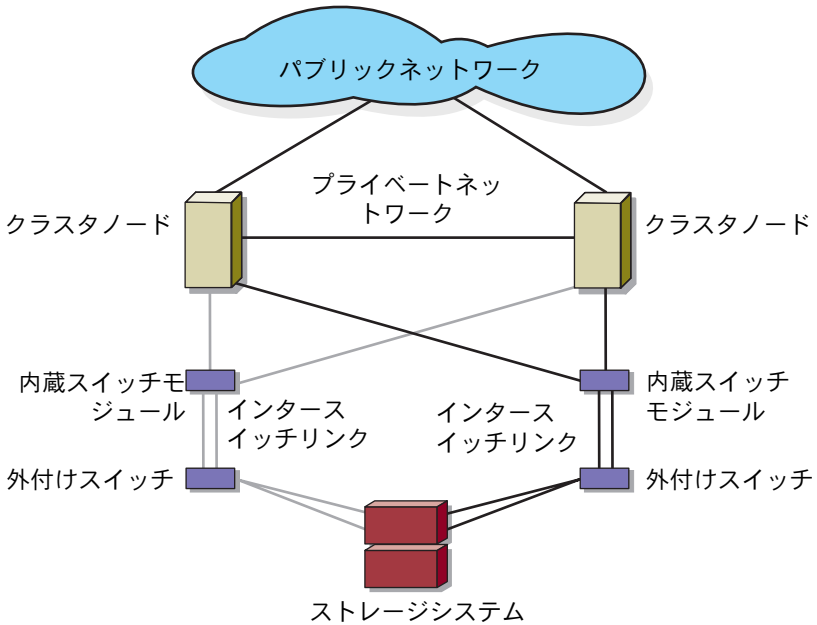 パブリックネットワーク
プライベートネッ
トワーク
クラスタノード
クラスタノード
内蔵スイッチモ
ジュール
インタース
イッチリンク
インタース
イッチリンク
内蔵スイッチ
モジュール
外付けスイッチ
外付けスイッチ
ストレージシステム